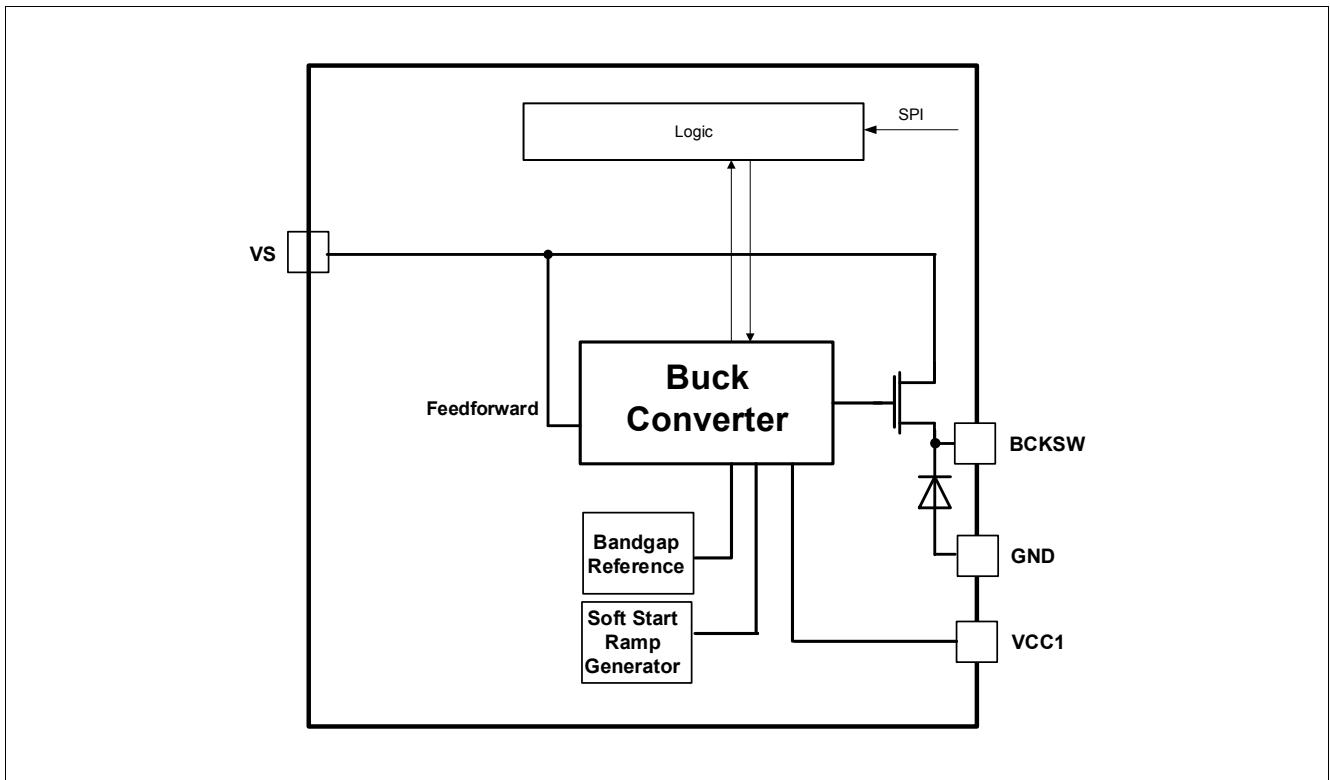 Logic
SPI
VS
Buck
Converter
Feedforward
BCKSW
Bandgap
Reference
GND
Soft Start
Ramp
Generator
VCC1